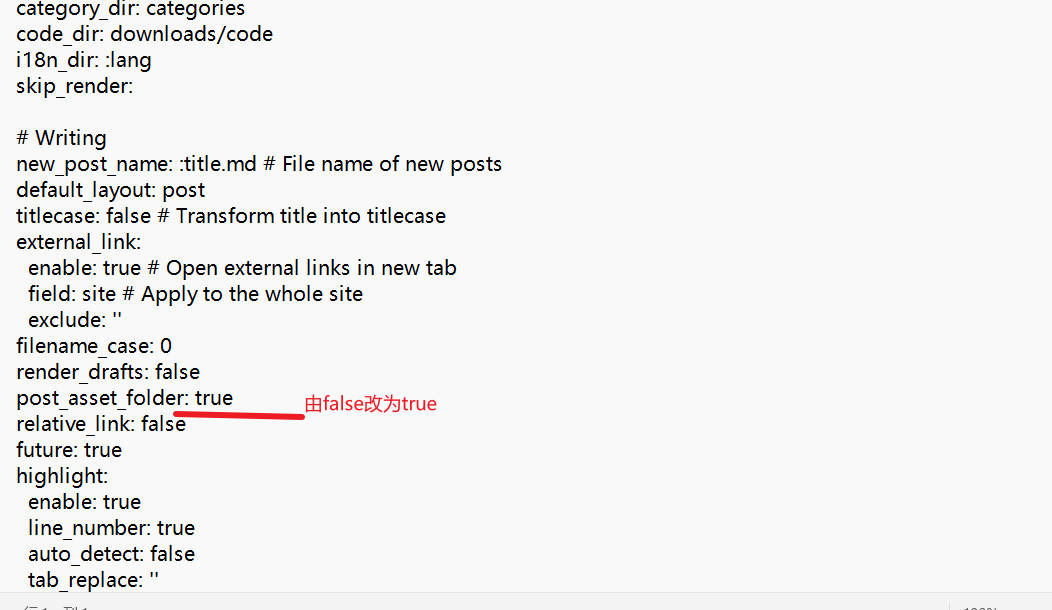 category_dir: categories
code_dir: downloads/code
i18n_dir: :lang
skip_render:
# Writing
new_post_name: :title.md # File name of new posts
default_layout: post
titlecase: false # Transform title into titlecase
external_link:
enable: true # Open external links in new tab
field: site # Apply to the whole site
exclude: ''
filename_case: 0
render_drafts: false
post_asset_folder: true 由false改为true
relative_link: false
future: true
highlight:
enable: true
line_number: true
auto_detect: false
tab_replace: ''